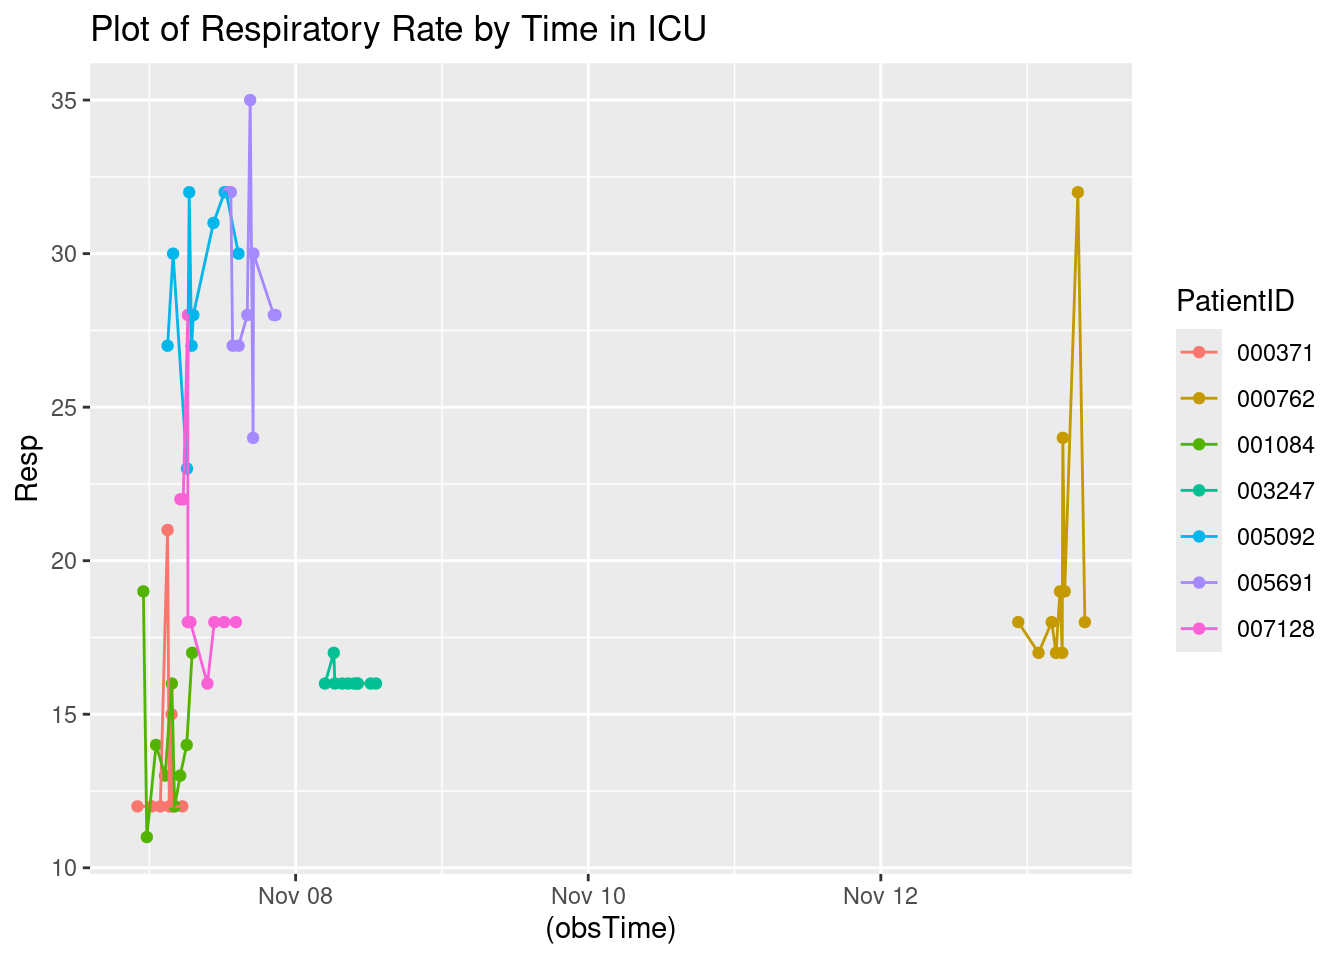 Plot of Respiratory Rate by Time in ICU
35
30
25
20
15
10
Resp
Nov 08
Nov 10
Nov 12
(obsTime)
PatientID
000371
000762
001084
003247
005092
005691
007128